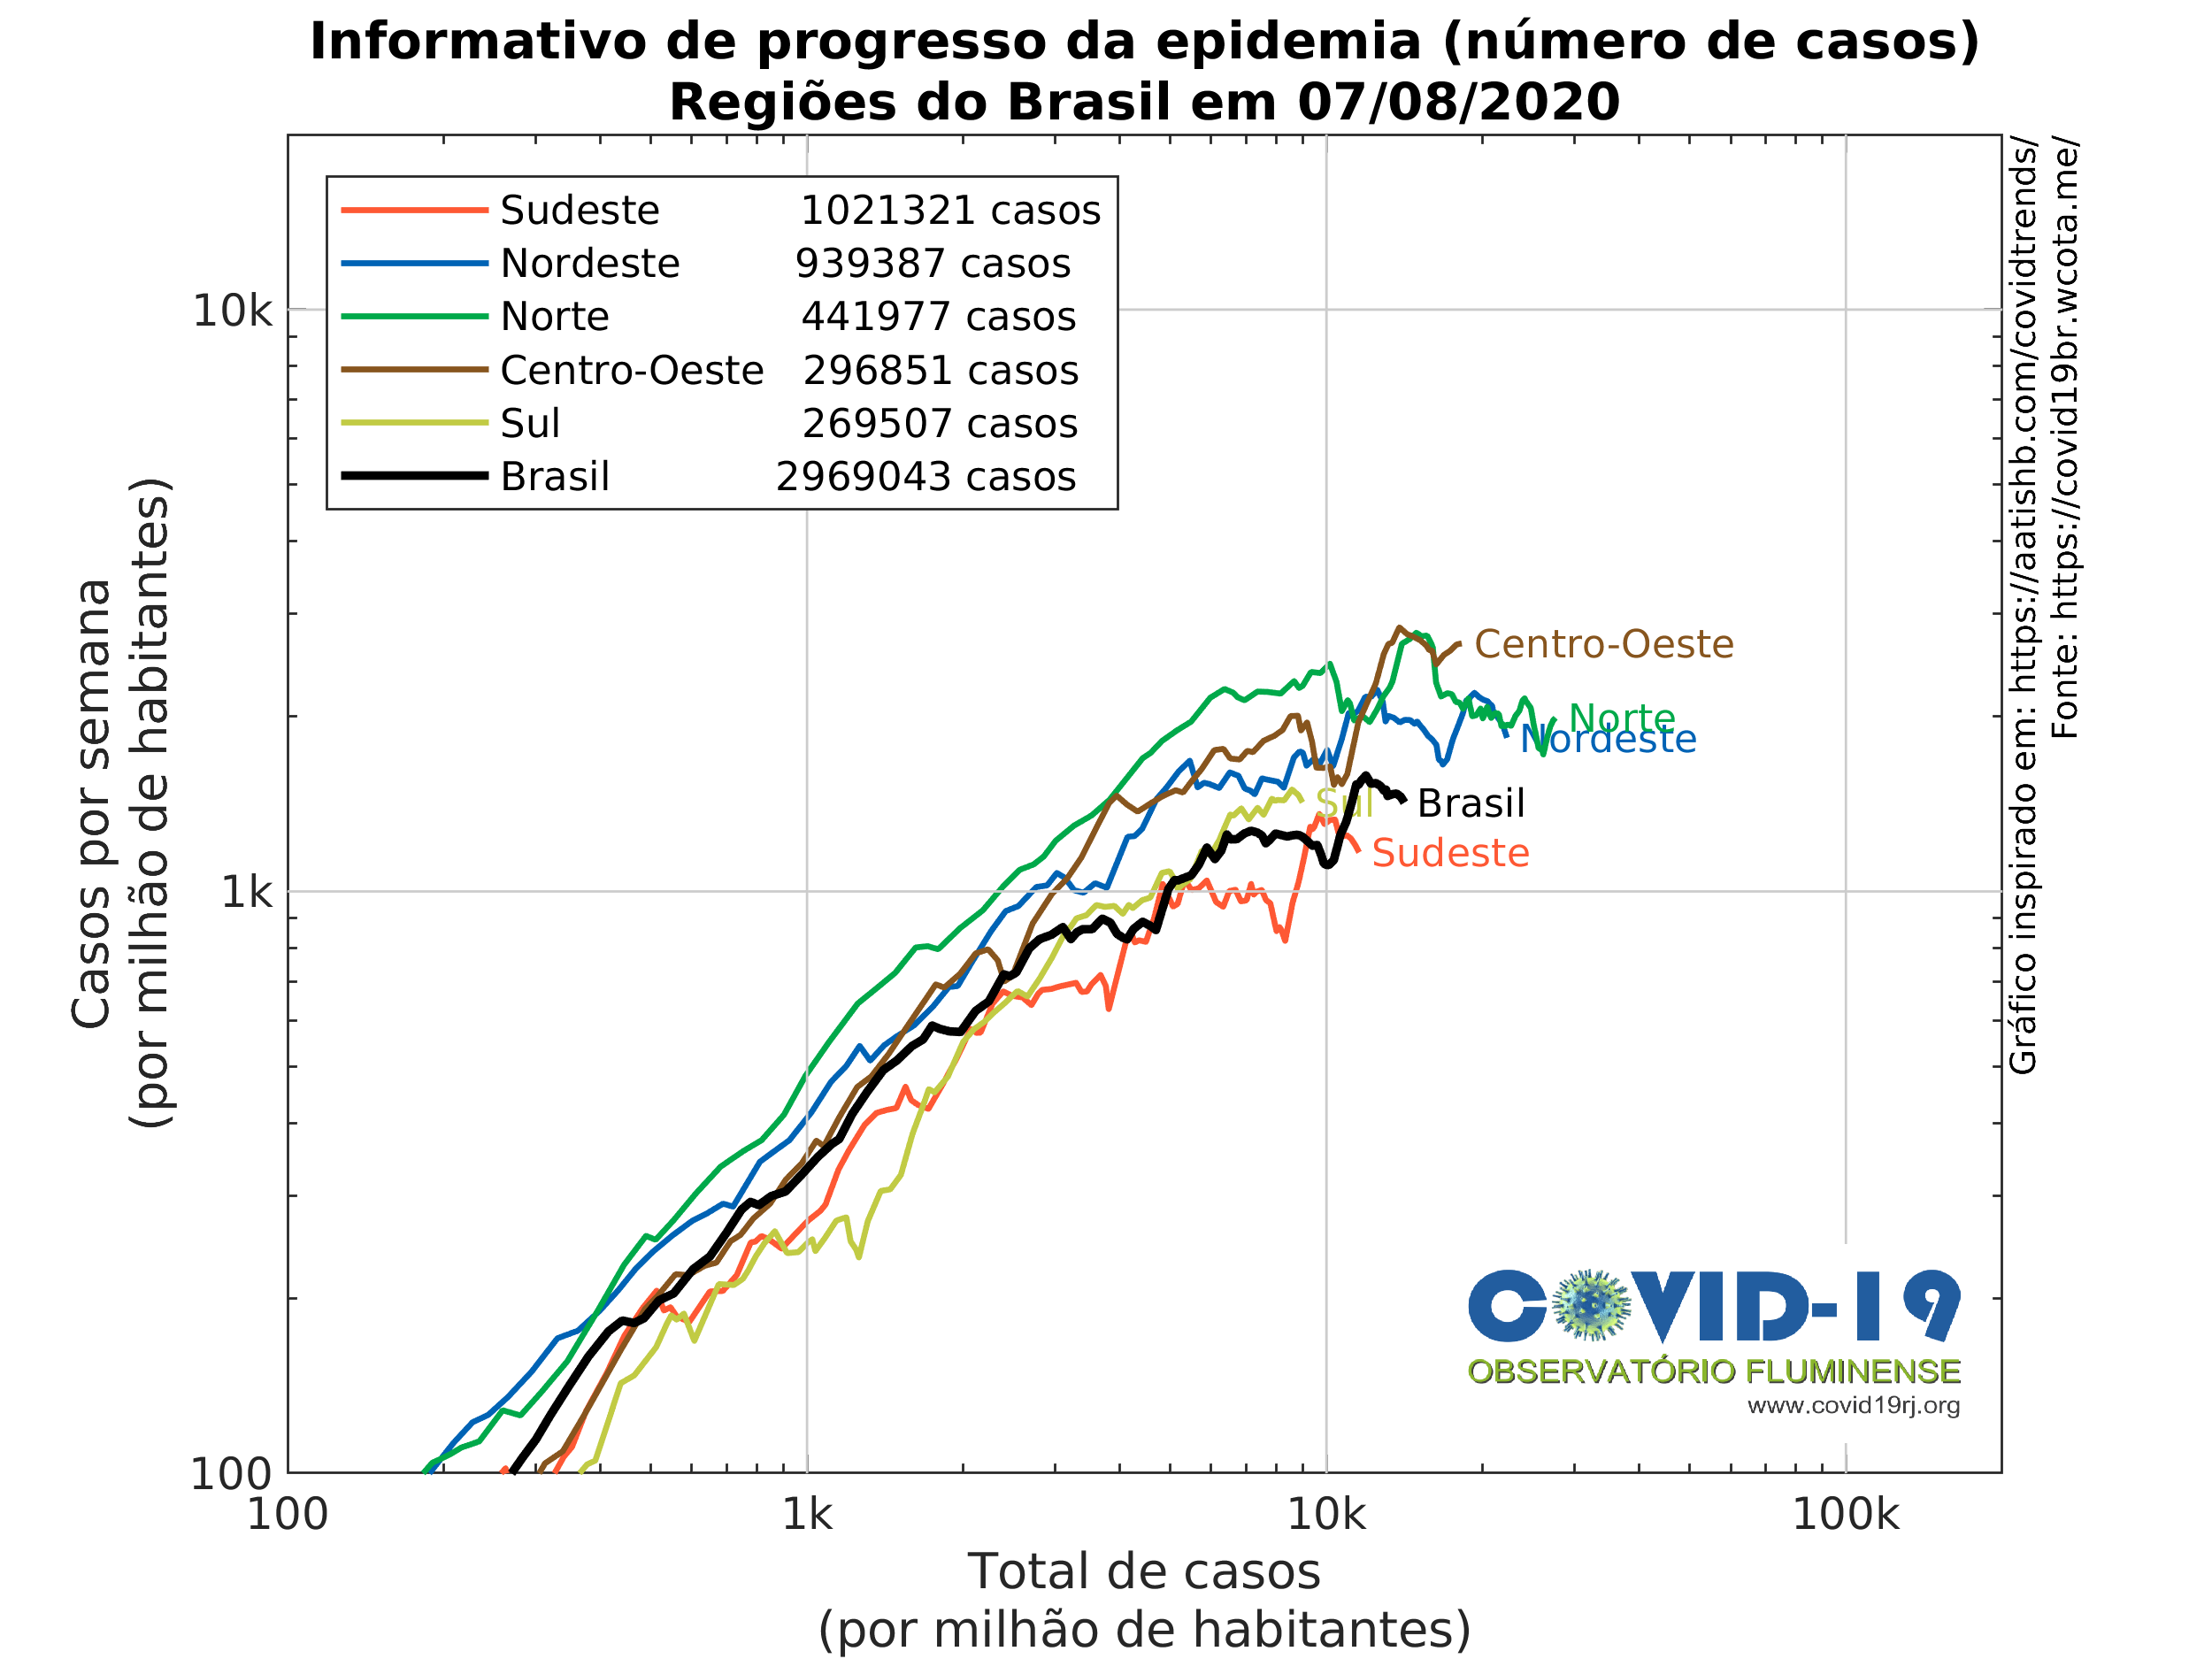 Informativo de progresso da epidemia (número de casos)
Regiões do Brasil em 07/08/2020
Sudeste 1021321 casos
Nordeste 939387 casos
Norte 441977 casos
Centro-Oeste 296851 casos
Sul 269507 casos
Brasil 2969043 casos
10k
1k
100
Casos por semana
(por milhão de habitantes)
Centro-Oeste
Norte
Nordeste
Sul
Brasil
Sudeste
Gráfico inspirado em: https://aatishb.com/covidtrends/
Fonte: https://covid19br.wcota.me/
COVID-19
OBSERVATÓRIO FLUMINENSE
www.covid19rj.org
100
1k
10k
100k
Total de casos
(por milhão de habitantes)